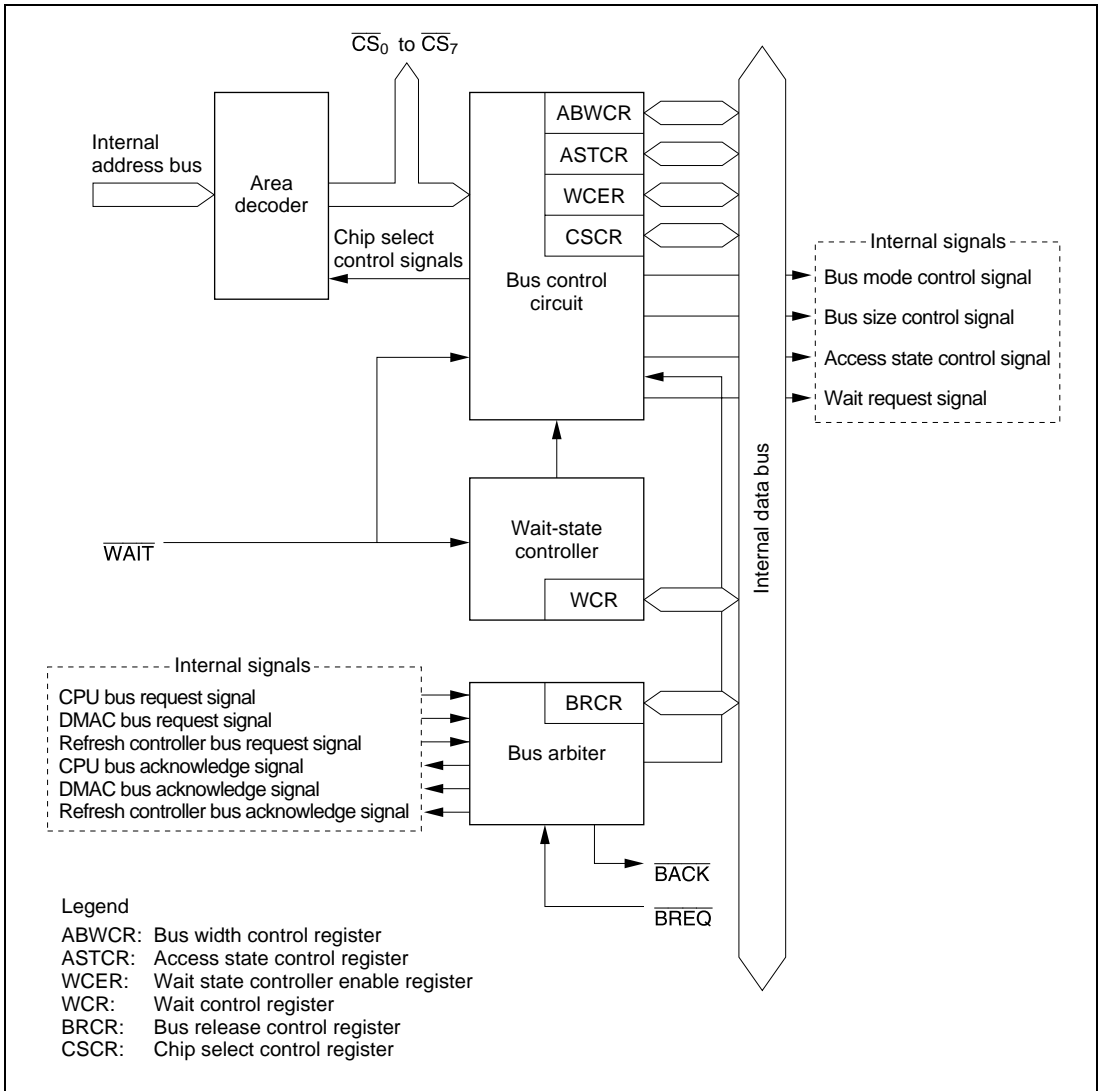 C̅S̅₀ to C̅S̅₇
Internal
address bus
Area
decoder
Chip select
control signals
ABWCR
ASTCR
WCER
CSCR
Bus control
circuit
Internal signals
Bus mode control signal
Bus size control signal
Access state control signal
Wait request signal
Internal data bus
W̅A̅I̅T̅
Wait-state
controller
WCR
Internal signals
CPU bus request signal
DMAC bus request signal
Refresh controller bus request signal
CPU bus acknowledge signal
DMAC bus acknowledge signal
Refresh controller bus acknowledge signal
BRCR
Bus arbiter
B̅A̅C̅K̅
B̅R̅E̅Q̅
Legend
ABWCR: Bus width control register
ASTCR: Access state control register
WCER: Wait state controller enable register
WCR: Wait control register
BRCR: Bus release control register
CSCR: Chip select control register